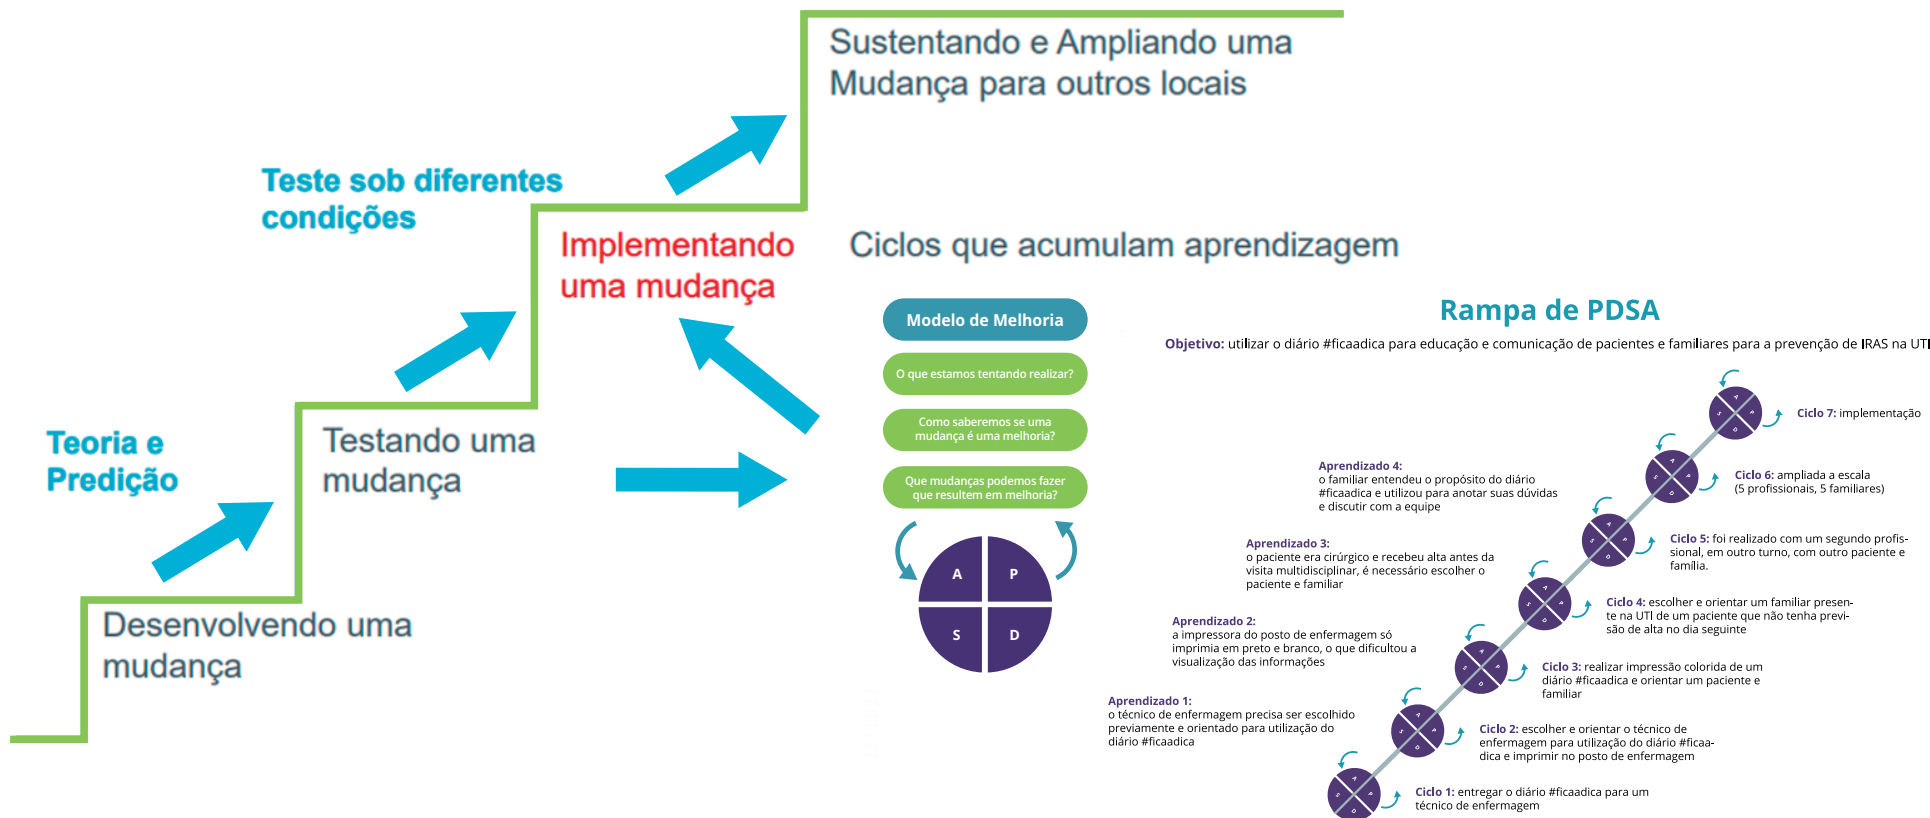 Sustentando e Ampliando uma
Mudança para outros locais
Teste sob diferentes
condições
Implementando
uma mudança
Teoria e
Predição
Testando uma
mudança
Desenvolvendo uma
mudança
Ciclos que acumulam aprendizagem
Modelo de Melhoria
O que estamos tentando realizar?
Como saberemos se uma
mudança é uma melhoria?
Que mudanças podemos fazer
que resultem em melhoria?
A P
S D
Rampa de PDSA
Objetivo: utilizar o diário #ficaadica para educação e comunicação de pacientes e familiares para a prevenção de IRAS na UTI
A P S D
Ciclo 7: implementação
A P S D
Ciclo 6: ampliada a escala
(5 profissionais, 5 familiares)
Aprendizado 4:
o familiar entendeu o propósito do diário
#ficaadica e utilizou para anotar suas dúvidas
e discutir com a equipe
A P S D
Ciclo 5: foi realizado com um segundo profis-
sional, em outro turno, com outro paciente e
família.
Aprendizado 3:
o paciente era cirúrgico e recebeu alta antes da
visita multidisciplinar, é necessário escolher o
paciente e familiar
A P S D
Ciclo 4: escolher e orientar um familiar presen-
te na UTI de um paciente que não tenha previ-
são de alta no dia seguinte
Aprendizado 2:
a impressora do posto de enfermagem só
imprimia em preto e branco, o que dificultou a
visualização das informações
A P S D
Ciclo 3: realizar impressão colorida de um
diário #ficaadica e orientar um paciente e
familiar
Aprendizado 1:
o técnico de enfermagem precisa ser escolhido
previamente e orientado para utilização do
diário #ficaadica
A P S D
Ciclo 2: escolher e orientar o técnico de
enfermagem para utilização do diário #ficaa-
dica e imprimir no posto de enfermagem
A P S
Ciclo 1: entregar o diário #ficaadica para um
técnico de enfermagem